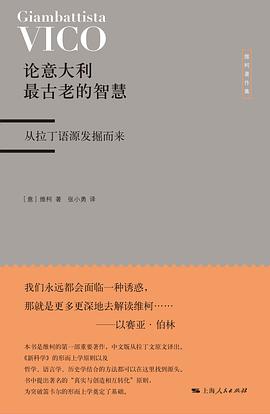 Giambattista
VICO
论意大利
最古老的智慧
维柯著作集
从拉丁语源发掘而来
[意] 维柯 著 张小勇 译
我们永远都会面临一种诱惑，
那就是更多更深地去解读维柯……
——以赛亚·伯林
本书是维柯的第一部重要著作，中文版从拉丁文原文译出。
《新科学》的形而上学原则以及
哲学、语言学、历史学结合的方法都可以在这里找到源头。
书中提出著名的“真实与创造相互转化”原则，
为突破笛卡尔的形而上学奠定了基础。
上海人民出版社